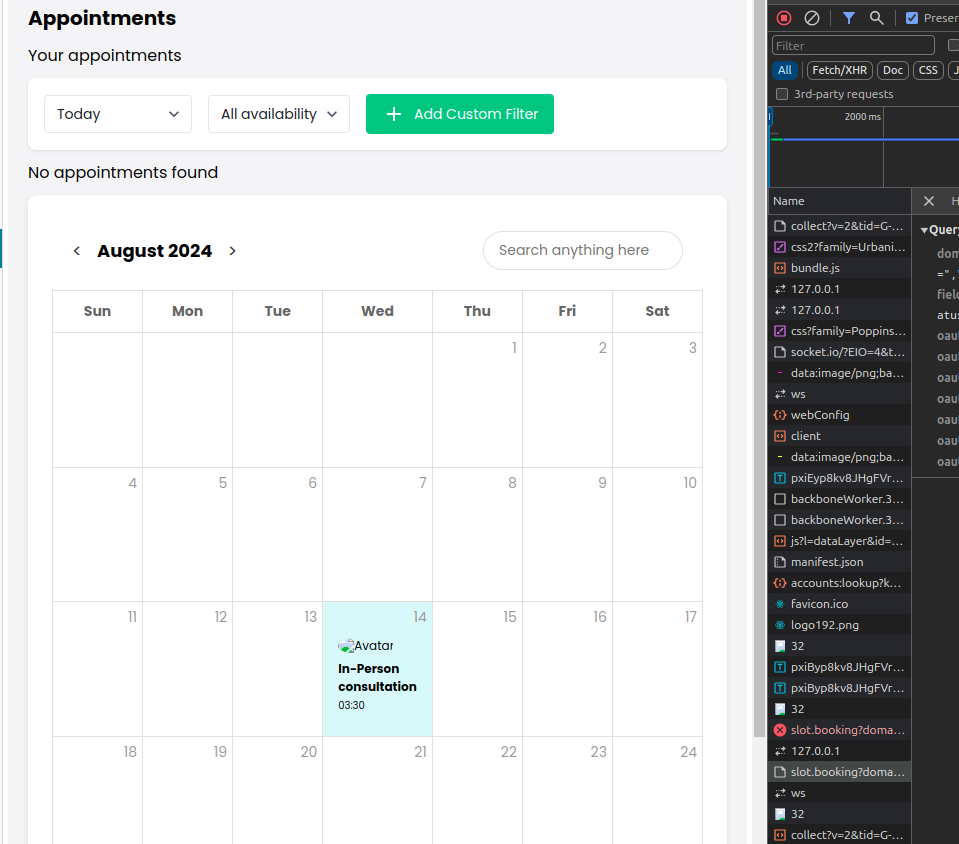 Appointments
Your appointments
Today
All availability
+ Add Custom Filter
No appointments found
< August 2024 >
Search anything here
Sun Mon Tue Wed Thu Fri Sat
1 2 3
4 5 6 7 8 9 10
11 12 13 14 15 16 17
Avatar
In-Person
consultation
03:30
18 19 20 21 22 23 24
Preser
Filter
All Fetch/XHR Doc CSS J
3rd-party requests
2000 ms
Name
collect?v=2&tid=G-...
css2?family=Urbani...
bundle.js
127.0.0.1
127.0.0.1
css?family=Poppins...
socket.io/?EIO=4&t...
data:image/png;ba...
ws
webConfig
client
data:image/png;ba...
pxiEyp8kv8JHgFVr...
backboneWorker.3...
backboneWorker.3...
js?l=dataLayer&id=...
manifest.json
accounts:lookup?k...
favicon.ico
logo192.png
32
pxiByp8kv8JHgFVr...
pxiByp8kv8JHgFVr...
32
slot.booking?doma...
127.0.0.1
slot.booking?doma...
ws
32
collect?v=2&tid=G-...
× H
▼Query
dom
=","
field
atus
oau
oau
oau
oau
oau
oau
oau